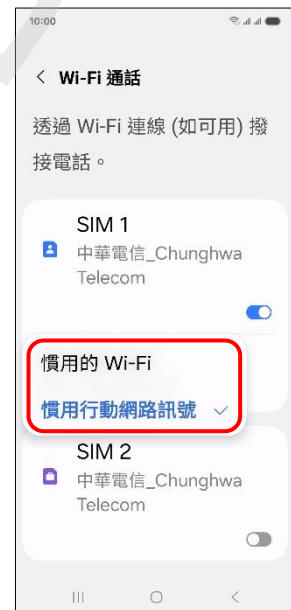 10:00
Wi-Fi 通話
透過 Wi-Fi 連線 (如可用) 撥
接電話。
SIM 1
中華電信_Chunghwa
Telecom
慣用的 Wi-Fi
慣用行動網路訊號
SIM 2
中華電信_Chunghwa
Telecom